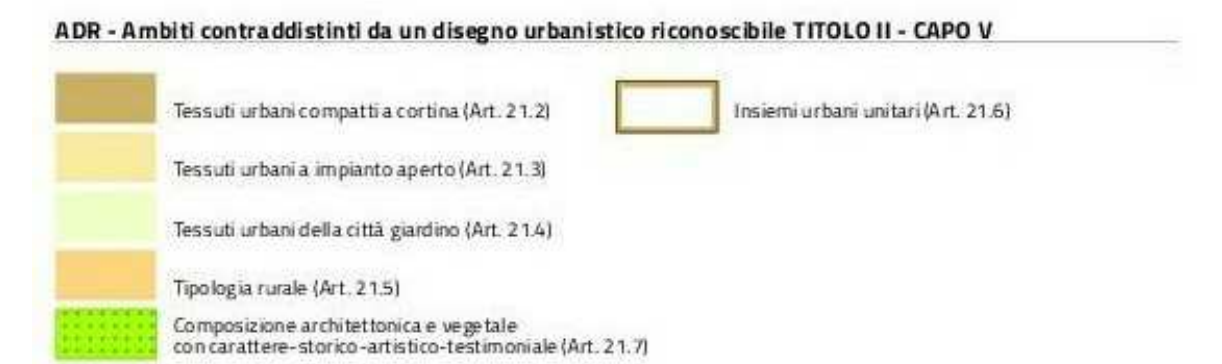 ADR - Ambiti contraddistinti da un disegno urbanistico riconoscibile TITOLO II - CAPO V
Tessuti urbani compatti a cortina (Art. 21.2)
Insiemi urbani unitari (Art. 21.6)
Tessuti urbani a impianto aperto (Art. 21.3)
Tessuti urbani della città giardino (Art. 21.4)
Tipologia rurale (Art. 21.5)
Composizione architettonica e vegetale
con carattere-storico-artistico-testimoniale (Art. 21.7)